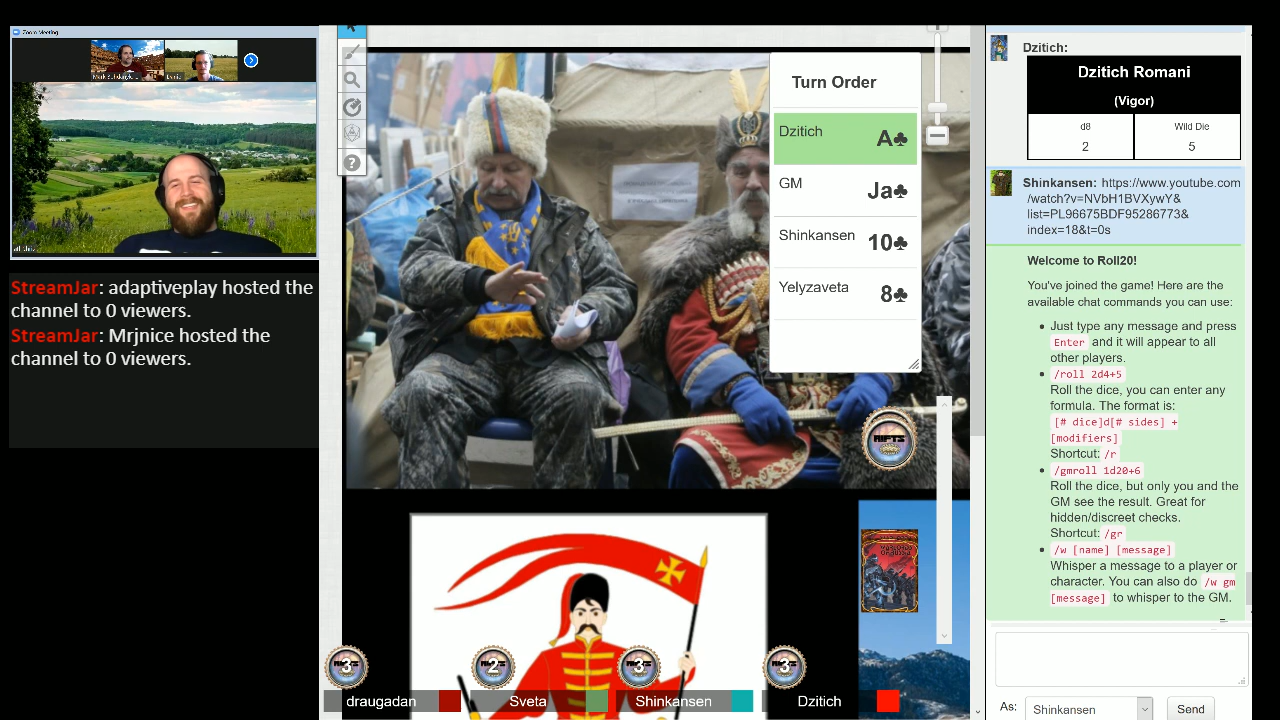 Zoom Meeting
StreamJar: adaptiveplay hosted the
channel to 0 viewers.
StreamJar: Mrjnice hosted the
channel to 0 viewers.
Turn Order
Dzitich
A♣
GM
Ja♣
Shinkansen
10♣
Yelyzaveta
8♣
RIFTS
3
2
3
3
draugadan
Sveta
Shinkansen
Dzitich
Dzitich:
Dzitich Romani
(Vigor)
d8
Wild Die
2
5
Shinkansen: https://www.youtube.com
list=PL96675BDF95286773&
index=18&t=0s
Welcome to Roll20!
You've joined the game! Here are the
available chat commands you can use:
• Just type any message and press
Enter and it will appear to all
other players.
• /roll 2d4+5
Roll the dice, you can enter any
formula. The format is:
[# dice]d[# sides] +
[modifiers]
Shortcut: /r
• /gmroll 1d20+6
Roll the dice, but only you and the
GM see the result. Great for
hidden/discreet checks.
Shortcut: /gr
• /w [name] [message]
Whisper a message to a player or
character. You can also do /w gm
[message] to whisper to the GM.
As:
Shinkansen
Send